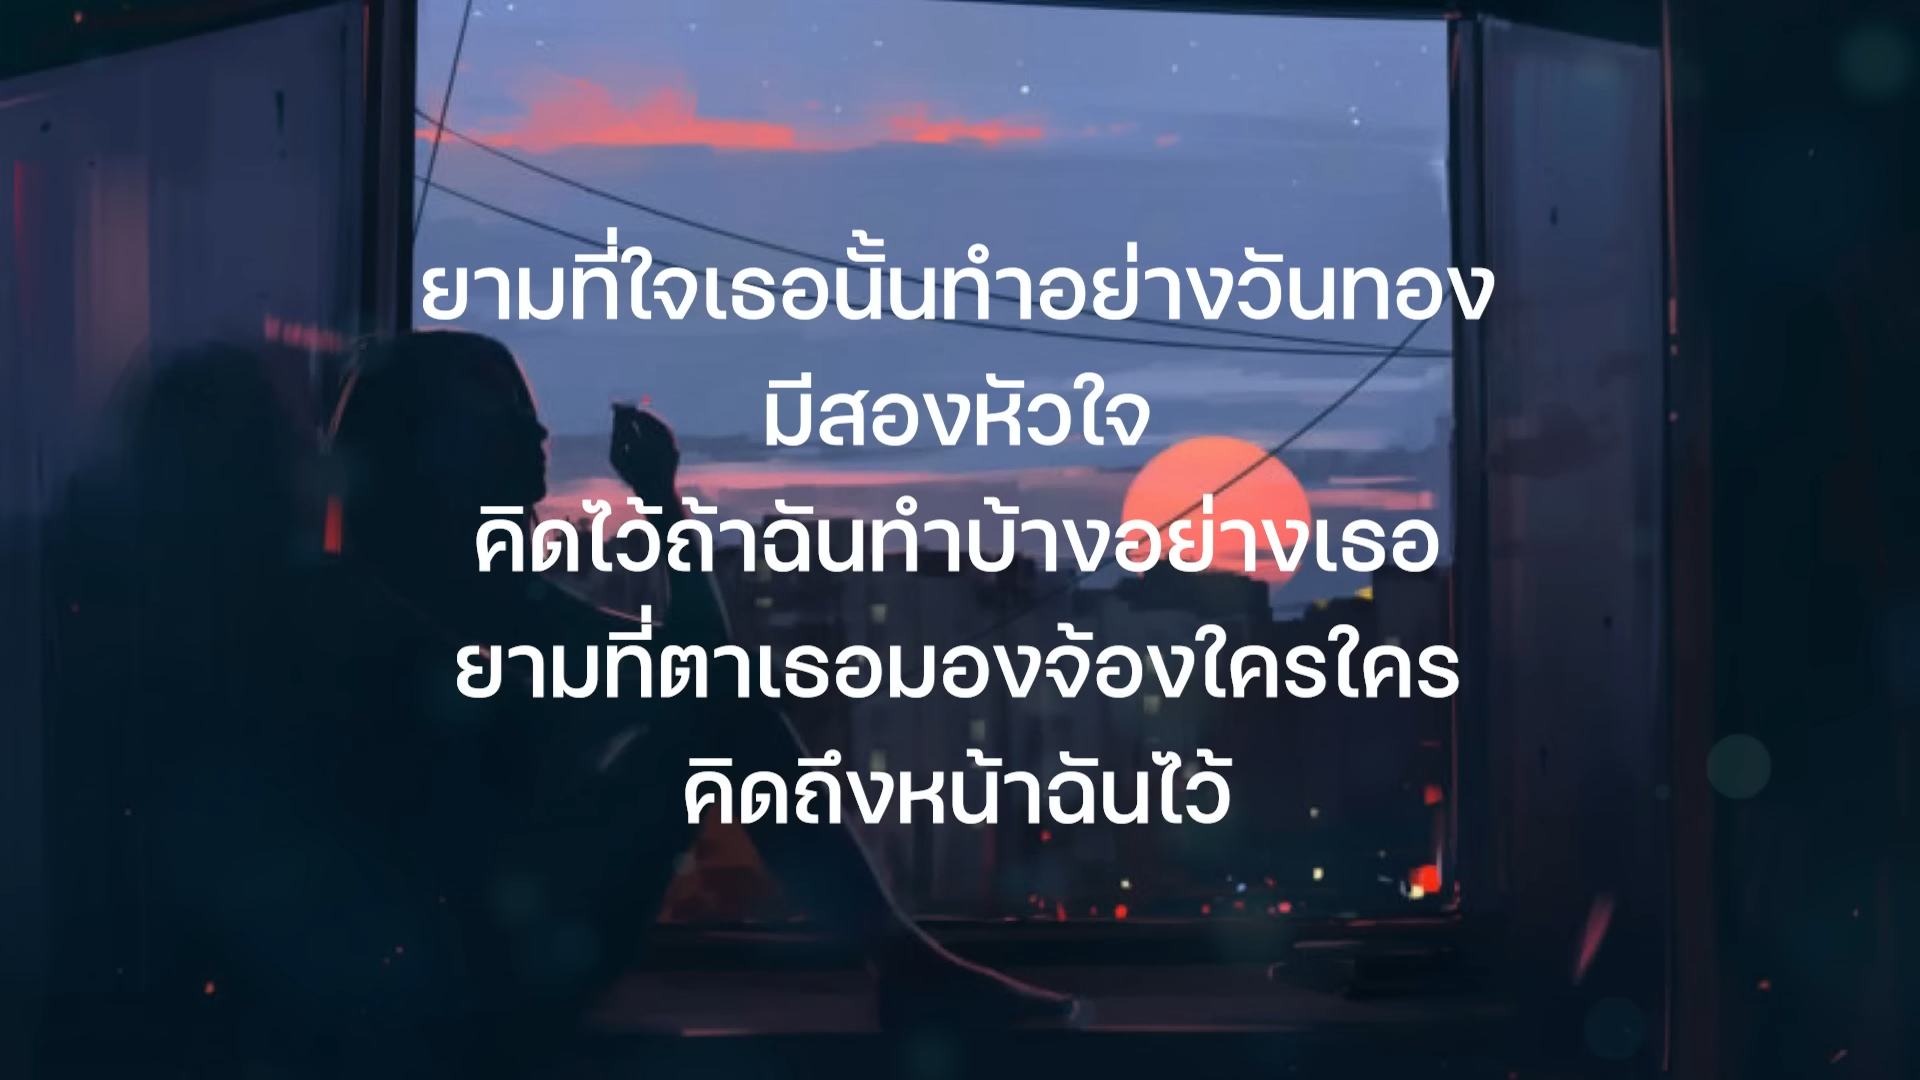 ยามที่ใจเธอนั้นทำอย่างวันทอง
มีสองหัวใจ
คิดไว้ถ้าฉันทำบ้างอย่างเธอ
ยามที่ตาเธอมองจ้องใครใคร
คิดถึงหน้าฉันไว้